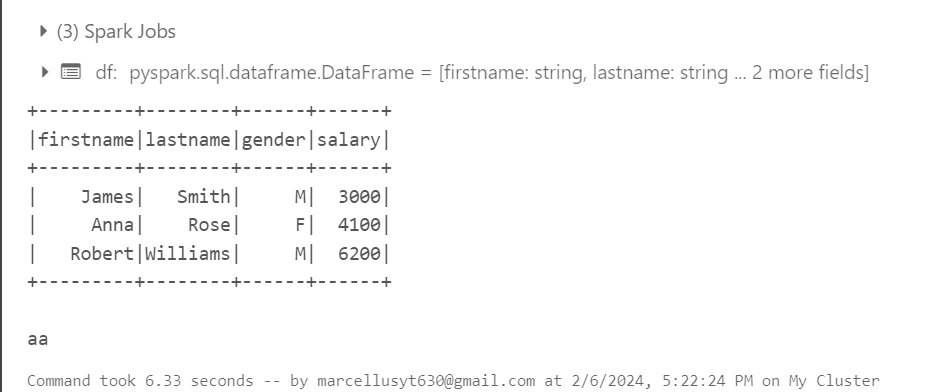 (3) Spark Jobs
df: pyspark.sql.dataframe.DataFrame = [firstname: string, lastname: string ... 2 more fields]
+---------+--------+------+------+
|firstname|lastname|gender|salary|
+---------+--------+------+------+
|    James|   Smith|     M|  3000|
|     Anna|    Rose|     F|  4100|
|   Robert|Williams|     M|  6200|
+---------+--------+------+------+
aa
Command took 6.33 seconds -- by marcellusyt630@gmail.com at 2/6/2024, 5:22:24 PM on My Cluster